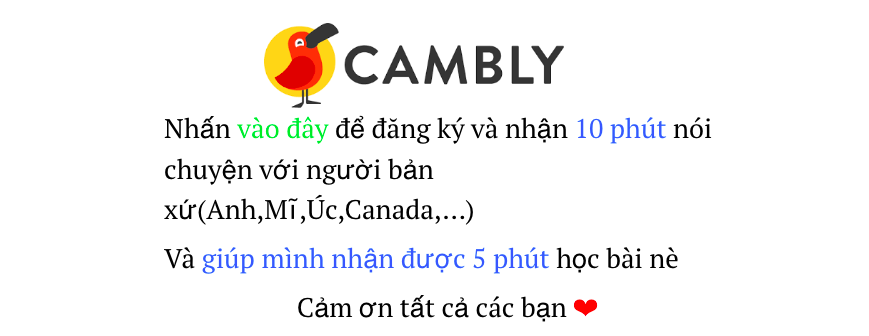 CAMBLY
Nhấn vào đây để đăng ký và nhận 10 phút nói
chuyện với người bản
xứ(Anh,Mĩ,Úc,Canada,...)
Và giúp mình nhận được 5 phút học bài nè
Cảm ơn tất cả các bạn ❤